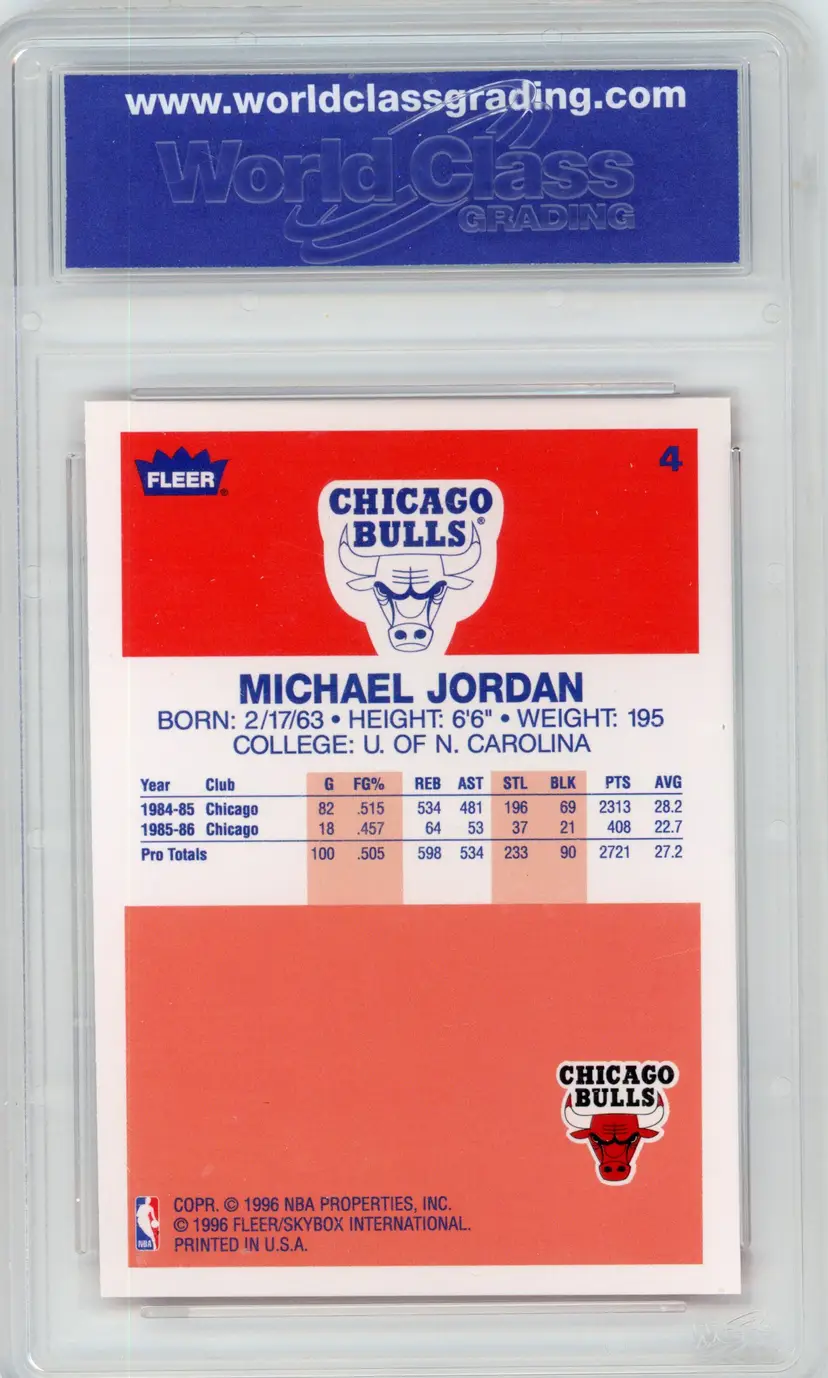 www.worldclassgrading.com
World Class
GRADING
FLEER®
4
CHICAGO
BULLS®
MICHAEL JORDAN
BORN: 2/17/63 • HEIGHT: 6'6" • WEIGHT: 195
COLLEGE: U. OF N. CAROLINA
Year Club G FG% REB AST STL BLK PTS AVG
1984-85 Chicago 82 .515 534 481 196 69 2313 28.2
1985-86 Chicago 18 .457 64 53 37 21 408 22.7
Pro Totals 100 .505 598 534 233 90 2721 27.2
CHICAGO
BULLS
NBA
COPR. © 1996 NBA PROPERTIES, INC.
© 1996 FLEER/SKYBOX INTERNATIONAL.
PRINTED IN U.S.A.